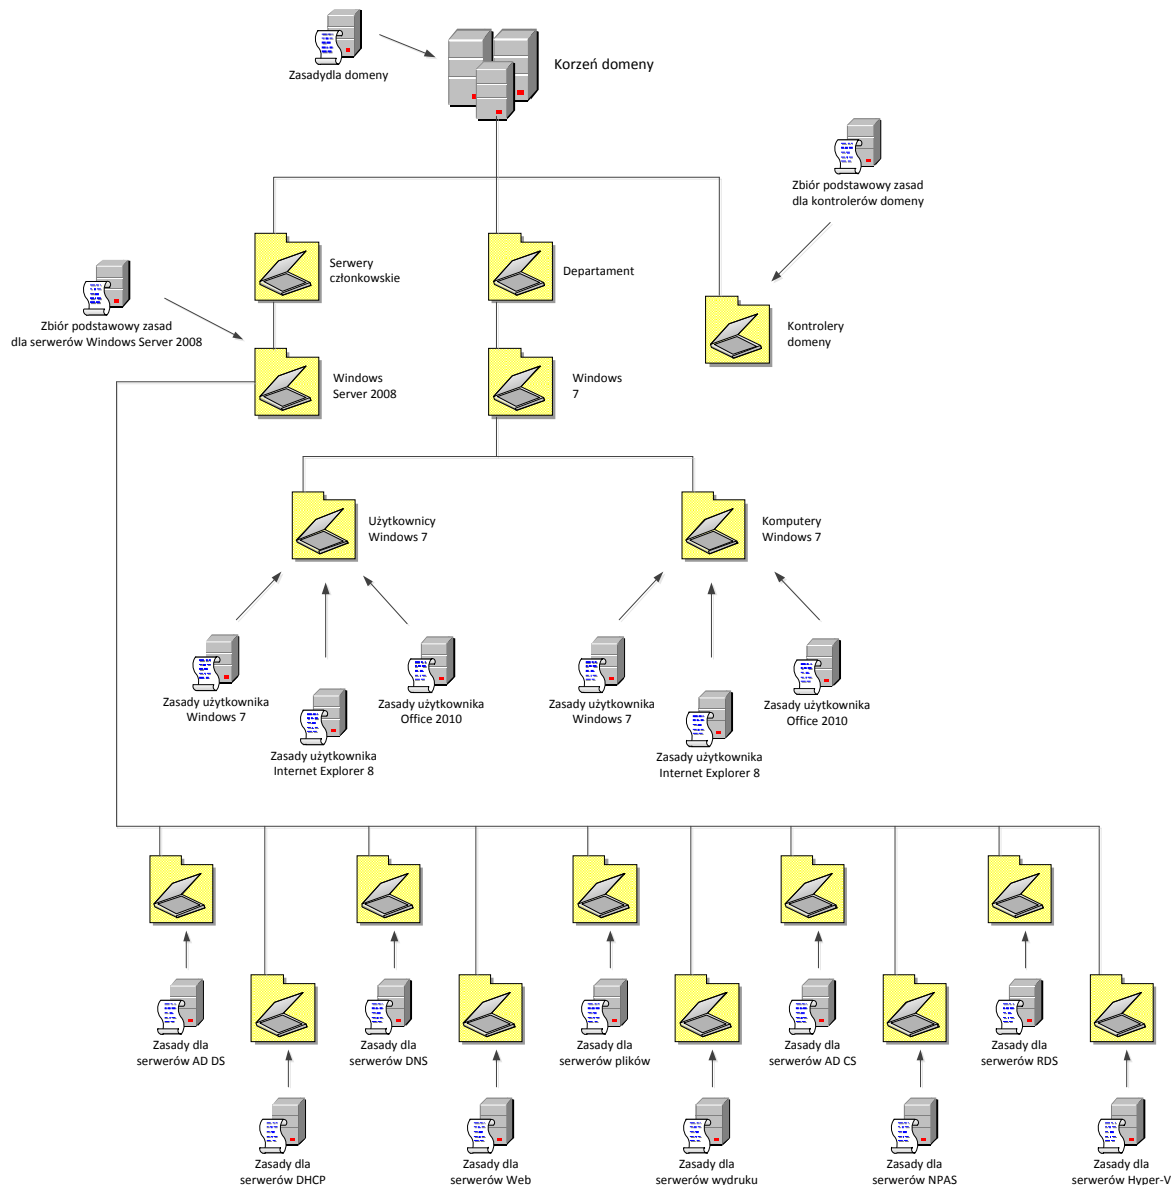 Zasadydla domeny
Korzeń domeny
Zbiór podstawowy zasad
dla kontrolerów domeny
Serwery
członkowskie
Departament
Zbiór podstawowy zasad
dla serwerów Windows Server 2008
Kontrolery
domeny
Windows
Server 2008
Windows
7
Użytkownicy
Windows 7
Komputery
Windows 7
Zasady użytkownika
Windows 7
Zasady użytkownika
Office 2010
Zasady użytkownika
Internet Explorer 8
Zasady użytkownika
Windows 7
Zasady użytkownika
Office 2010
Zasady użytkownika
Internet Explorer 8
Zasady dla
serwerów AD DS
Zasady dla
serwerów DNS
Zasady dla
serwerów plików
Zasady dla
serwerów AD CS
Zasady dla
serwerów RDS
Zasady dla
serwerów DHCP
Zasady dla
serwerów Web
Zasady dla
serwerów wydruku
Zasady dla
serwerów NPAS
Zasady dla
serwerów Hyper-V